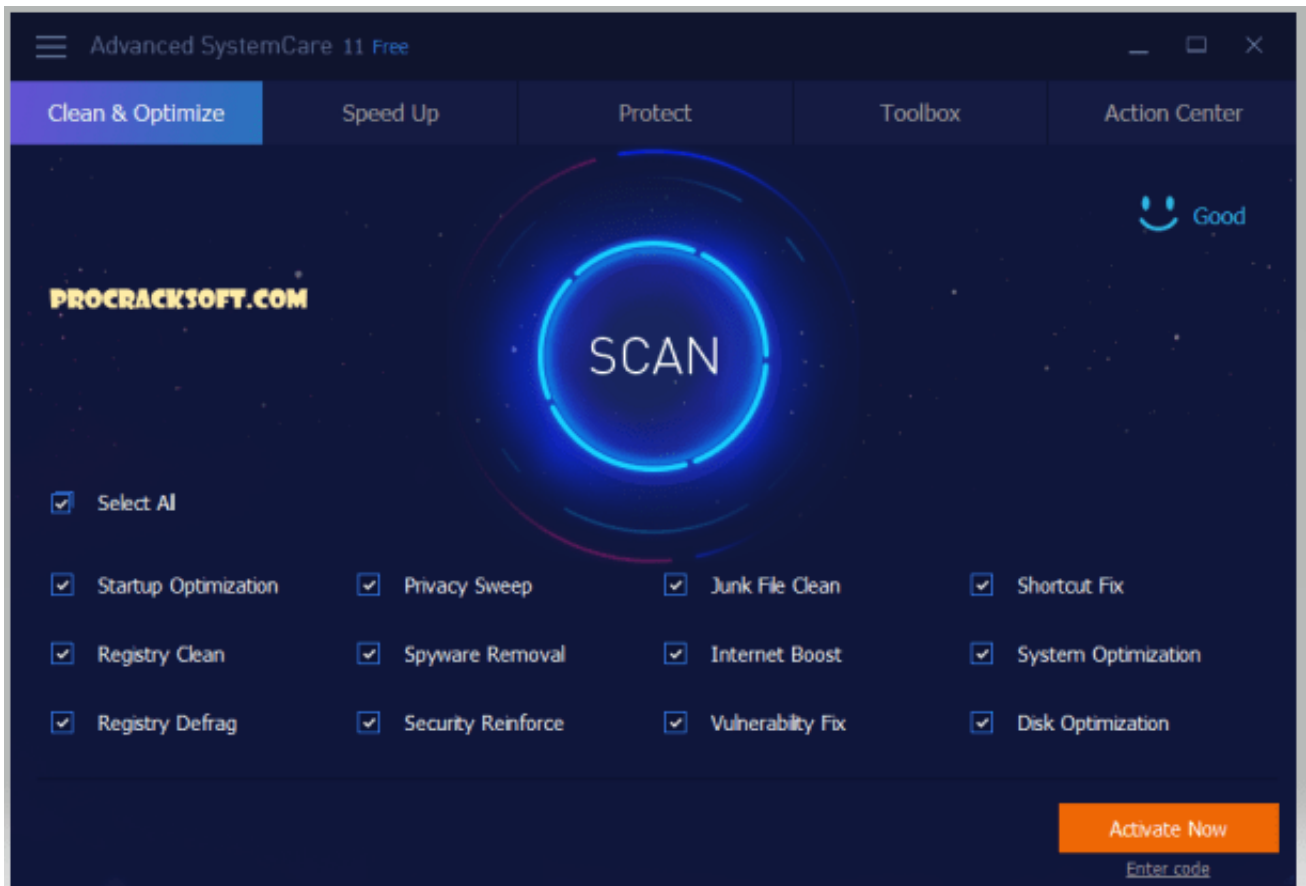 Advanced SystemCare 11 Free
Clean & Optimize Speed Up Protect Toolbox Action Center
Good
PROCRACKSOFT.COM
SCAN
Select All
Startup Optimization Privacy Sweep Junk File Clean Shortcut Fix
Registry Clean Spyware Removal Internet Boost System Optimization
Registry Defrag Security Reinforce Vulnerability Fix Disk Optimization
Activate Now
Enter code